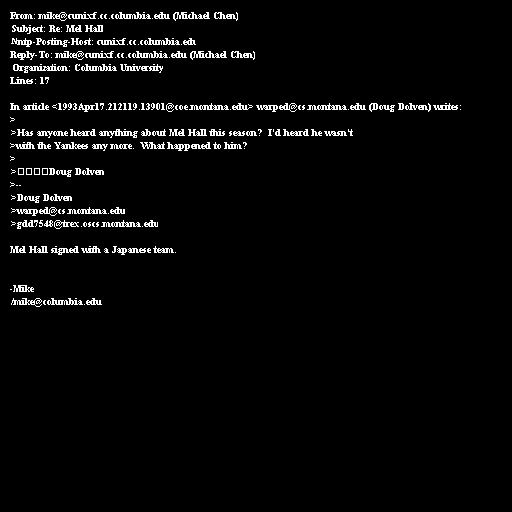 From: mike@cunixf.cc.columbia.edu (Michael Chen)
Subject: Re: Mel Hall
Nntp-Posting-Host: cunixf.cc.columbia.edu
Reply-To: mike@cunixf.cc.columbia.edu (Michael Chen)
Organization: Columbia University
Lines: 17

In article <1993Apr17.212119.13901@coe.montana.edu> warped@cs.montana.edu (Doug Dolven) writes:
>
>Has anyone heard anything about Mel Hall this season?  I'd heard he wasn't
>with the Yankees any more.  What happened to him?
>
>□□□□Doug Dolven
>--
>Doug Dolven
>warped@cs.montana.edu
>gdd7548@trex.oscs.montana.edu

Mel Hall signed with a Japanese team.

-Mike
/mike@columbia.edu